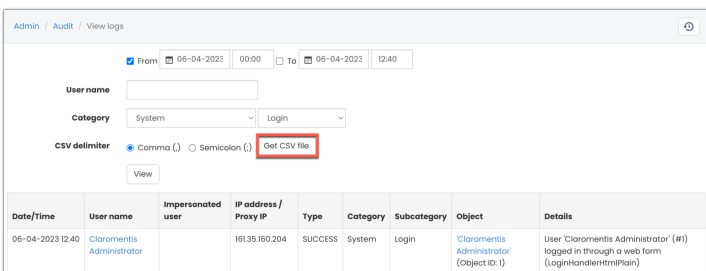 Admin / Audit / View logs
From 06-04-2023 00:00 To 06-04-2023 12:40
User name
Category System Login
CSV delimiter Comma (,) Semicolon (;) Get CSV file
View
Date/Time User name Impersonated user IP address / Proxy IP Type Category Subcategory Object Details
06-04-2023 12:40 Claromentis Administrator 161.35.160.204 SUCCESS System Login 'Claromentis Administrator' (Object ID: 1) User 'Claromentis Administrator' (#1) logged in through a web form (LoginHandlerHtmlPlain)